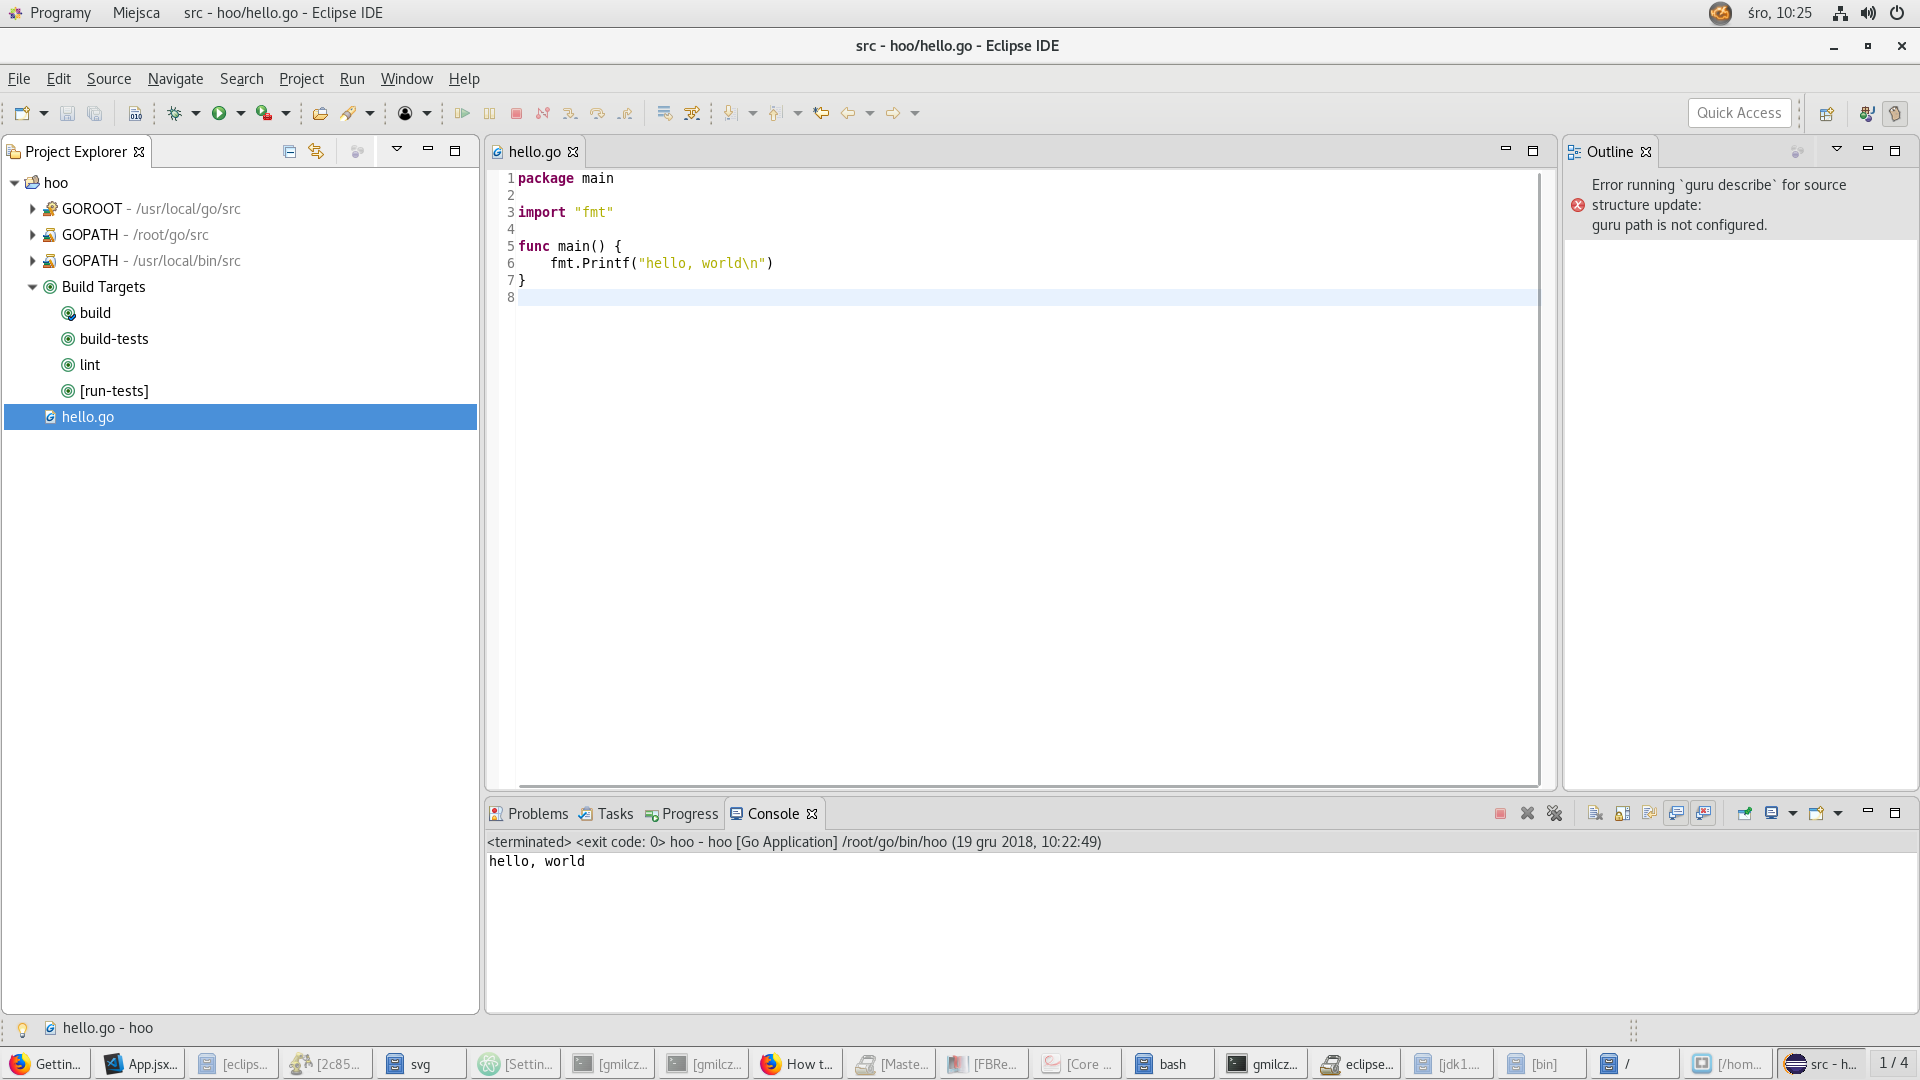 Programy Miejsca src - hoo/hello.go - Eclipse IDE śro, 10:25
src - hoo/hello.go - Eclipse IDE
File Edit Source Navigate Search Project Run Window Help
Quick Access
Project Explorer
hoo
GOROOT - /usr/local/go/src
GOPATH - /root/go/src
GOPATH - /usr/local/bin/src
Build Targets
build
build-tests
lint
[run-tests]
hello.go
hello.go
1 package main
2
3 import "fmt"
4
5 func main() {
6 fmt.Printf("hello, world\n")
7 }
8
Outline
Error running `guru describe` for source
structure update:
guru path is not configured.
Problems Tasks Progress Console
<terminated> <exit code: 0> hoo - hoo [Go Application] /root/go/bin/hoo (19 gru 2018, 10:22:49)
hello, world
hello.go - hoo
Gettin... App.jsx... [eclips... [2c85... svg [Settin... [gmilcz... [gmilcz... How t... [Maste... [FBRe... [Core ... bash gmilcz... eclipse... [jdk1.... [bin] / [/hom... src - h... 1 / 4